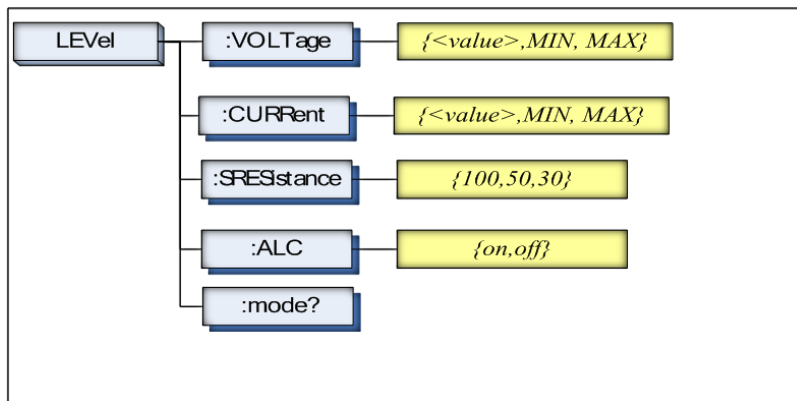 LEVel
:VOLTage
{<value>,MIN, MAX}
:CURRent
{<value>,MIN, MAX}
:SRESistance
{100,50,30}
:ALC
{on,off}
:mode?